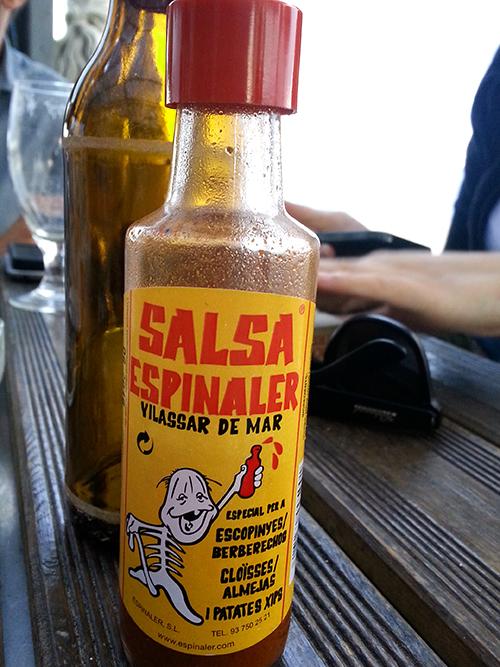 SALSA
ESPINALER®
VILASSAR DE MAR
ESPECIAL PER A
ESCOPINYES/
BERBERECHOS
CLOÏSSES/
ALMEJAS
I PATATES XIPS
ESPINALER, S.L
TEL. 93 750 25 21
www.espinaler.com